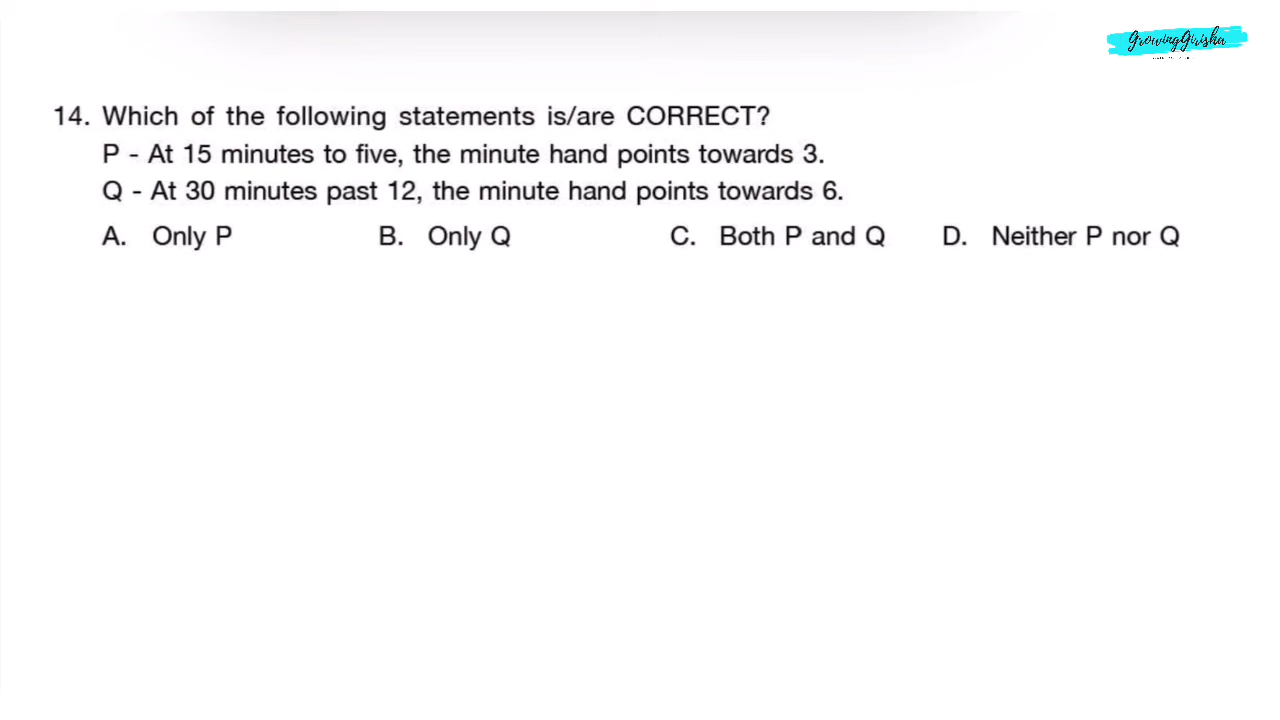 GrowingGirisha
14. Which of the following statements is/are CORRECT?
P - At 15 minutes to five, the minute hand points towards 3.
Q - At 30 minutes past 12, the minute hand points towards 6.
A. Only P B. Only Q C. Both P and Q D. Neither P nor Q